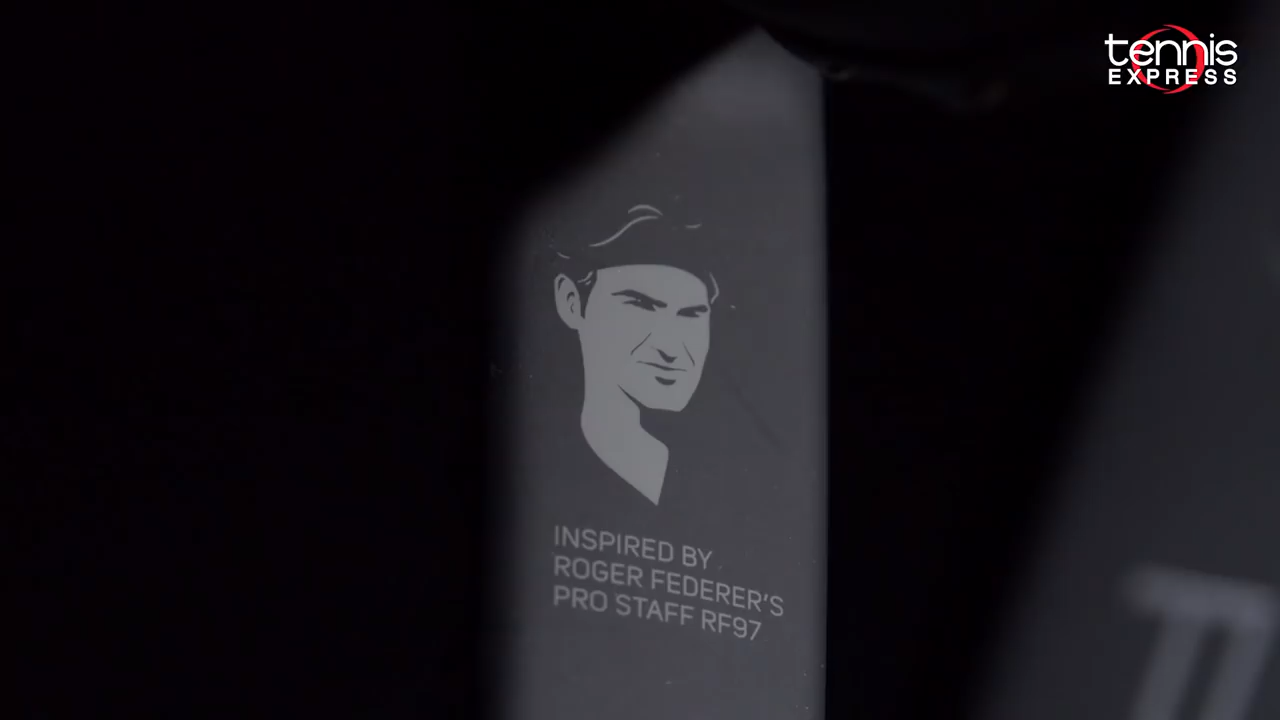 tennis
EXPRESS
INSPIRED BY
ROGER FEDERER'S
PRO STAFF RF97